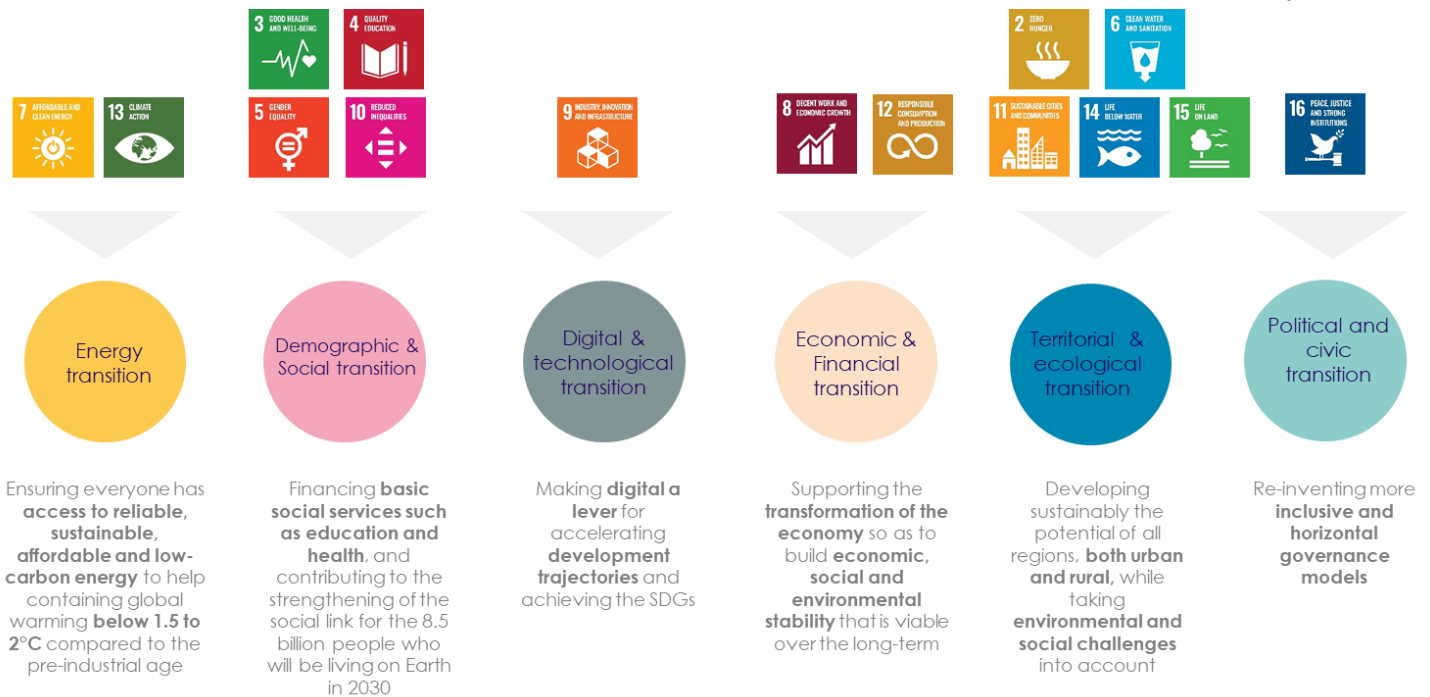 3 GOOD HEALTH
AND WELL-BEING
4 QUALITY
EDUCATION
2 ZERO
HUNGER
6 CLEAN WATER
AND SANITATION
7 AFFORDABLE AND
CLEAN ENERGY
13 CLIMATE
ACTION
5 GENDER
EQUALITY
10 REDUCED
INEQUALITIES
9 INDUSTRY, INNOVATION
AND INFRASTRUCTURE
8 DECENT WORK AND
ECONOMIC GROWTH
12 RESPONSIBLE
CONSUMPTION
AND PRODUCTION
11 SUSTAINABLE CITIES
AND COMMUNITIES
14 LIFE
BELOW WATER
15 LIFE
ON LAND
16 PEACE, JUSTICE
AND STRONG
INSTITUTIONS
Energy
transition
Demographic &
Social transition
Digital &
technological
transition
Economic &
Financial
transition
Territorial &
ecological
transition
Political and
civic
transition
Ensuring everyone has
access to reliable,
sustainable,
affordable and low-
carbon energy to help
containing global
warming below 1.5 to
2°C compared to the
pre-industrial age
Financing basic
social services such
as education and
health, and
contributing to the
strengthening of the
social link for the 8.5
billion people who
will be living on Earth
in 2030
Making digital a
lever for
accelerating
development
trajectories and
achieving the SDGs
Supporting the
transformation of the
economy so as to
build economic,
social and
environmental
stability that is viable
over the long-term
Developing
sustainably the
potential of all
regions, both urban
and rural, while
taking
environmental and
social challenges
into account
Re-inventing more
inclusive and
horizontal
governance
models